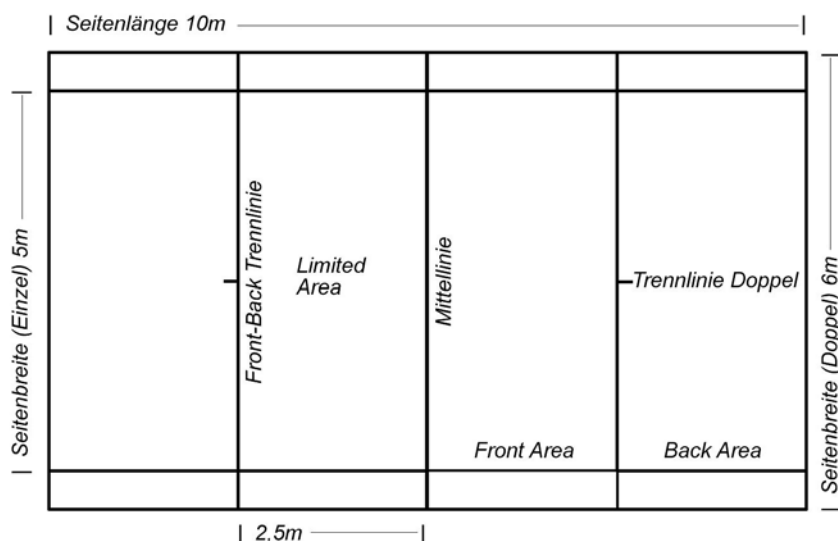 Seitenlänge 10m
Seitenbreite (Einzel) 5m
Front-Back Trennlinie
Limited
Area
Mittellinie
Trennlinie Doppel
Seitenbreite (Doppel) 6m
Front Area
Back Area
2.5m